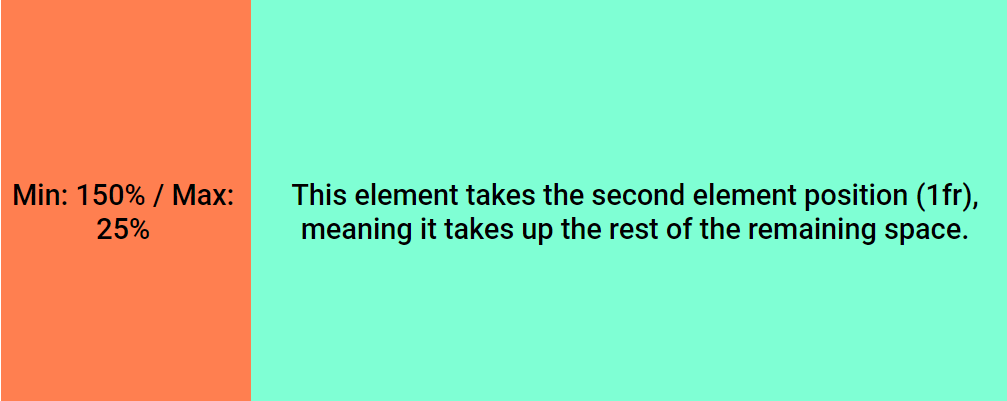 Min: 150% / Max:
25%
This element takes the second element position (1fr),
meaning it takes up the rest of the remaining space.